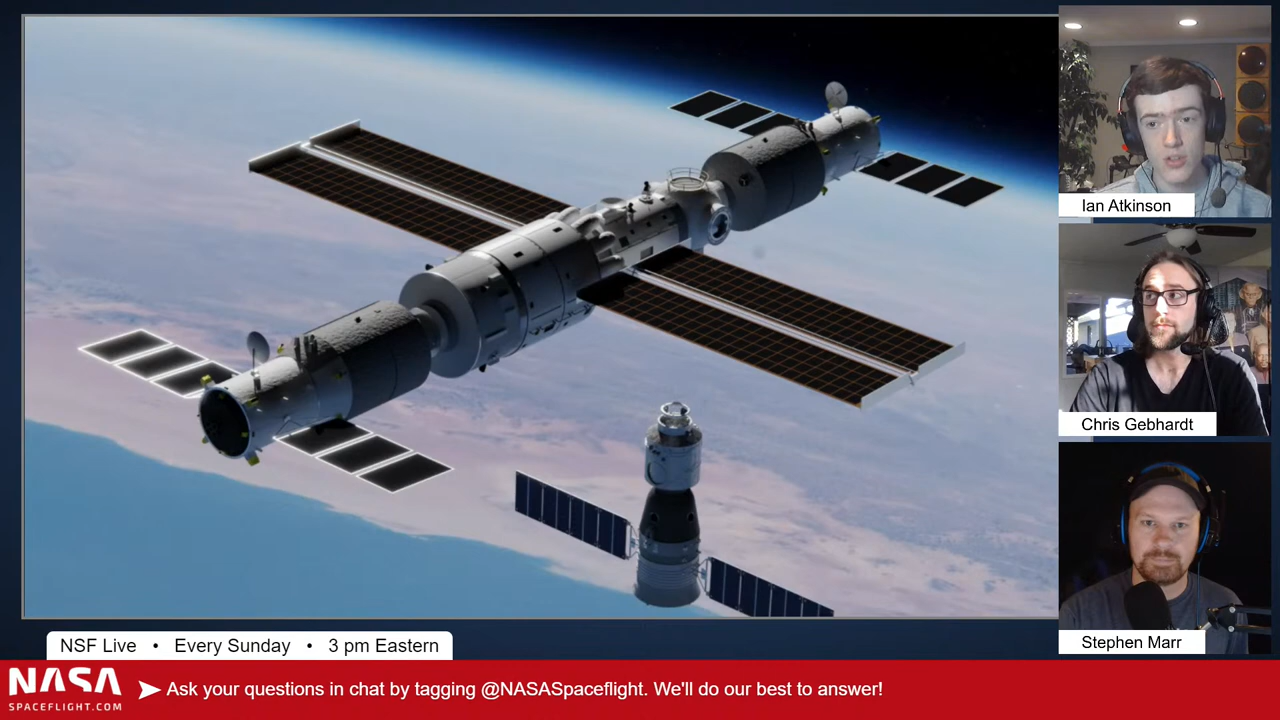 Ian Atkinson
Chris Gebhardt
Stephen Marr
NSF Live • Every Sunday • 3 pm Eastern
NASA
SPACEFLIGHT.COM
Ask your questions in chat by tagging @NASASpaceflight. We'll do our best to answer!